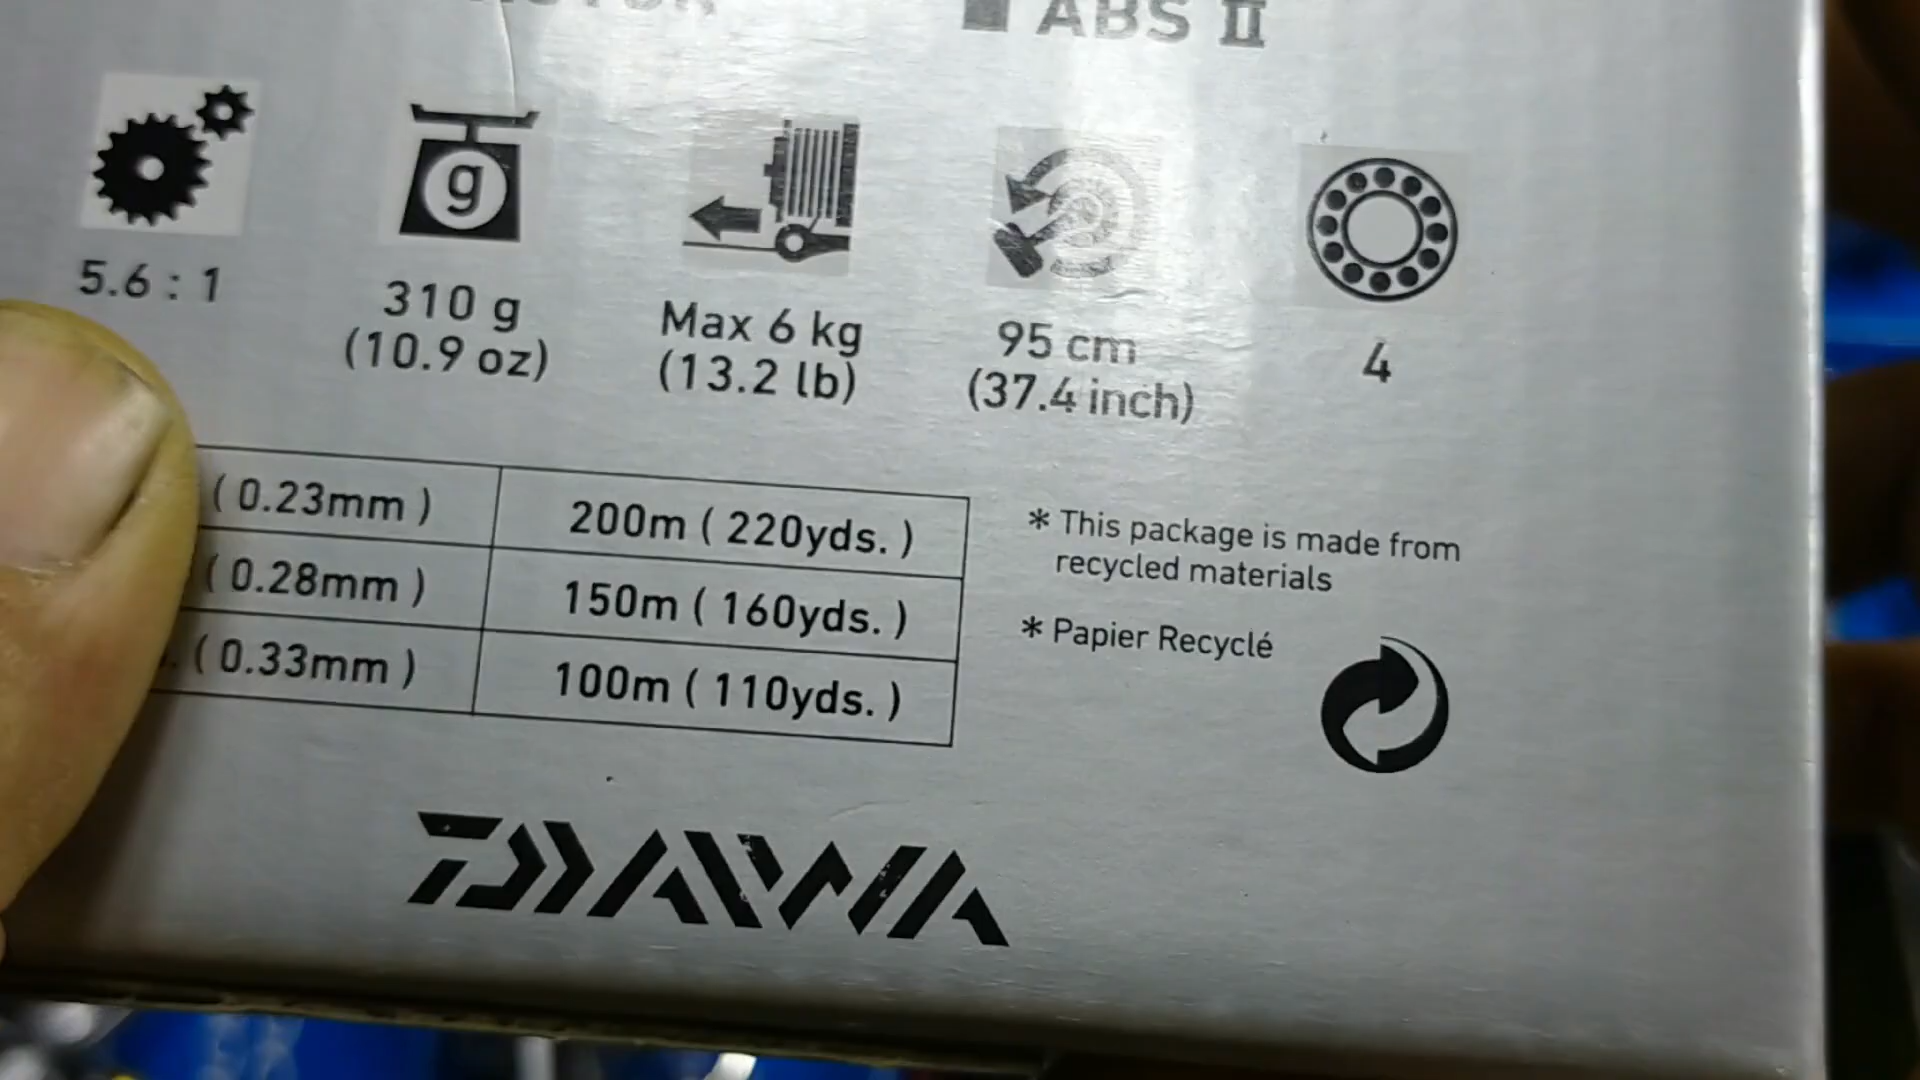 ABS II
g
5.6 : 1
310 g
(10.9 oz)
Max 6 kg
(13.2 lb)
95 cm
(37.4 inch)
4
( 0.23mm ) 200m ( 220yds. )
( 0.28mm ) 150m ( 160yds. )
. ( 0.33mm ) 100m ( 110yds. )
* This package is made from
recycled materials
* Papier Recyclé
DAIWA